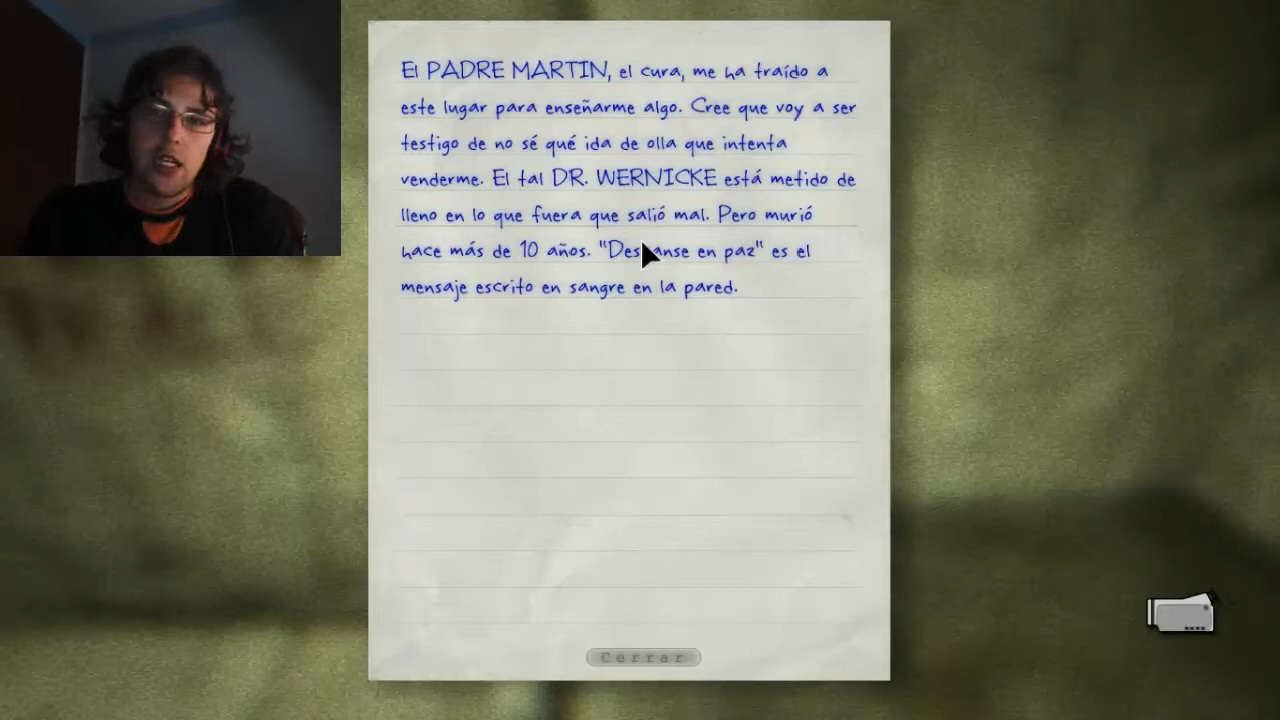 El PADRE MARTIN, el cura, me ha traído a
este lugar para enseñarme algo. Cree que voy a ser
testigo de no sé qué ida de olla que intenta
venderme. El tal DR. WERNICKE está metido de
lleno en lo que fuera que salió mal. Pero murió
hace más de 10 años. "Descanse en paz" es el
mensaje escrito en sangre en la pared.
Cerrar